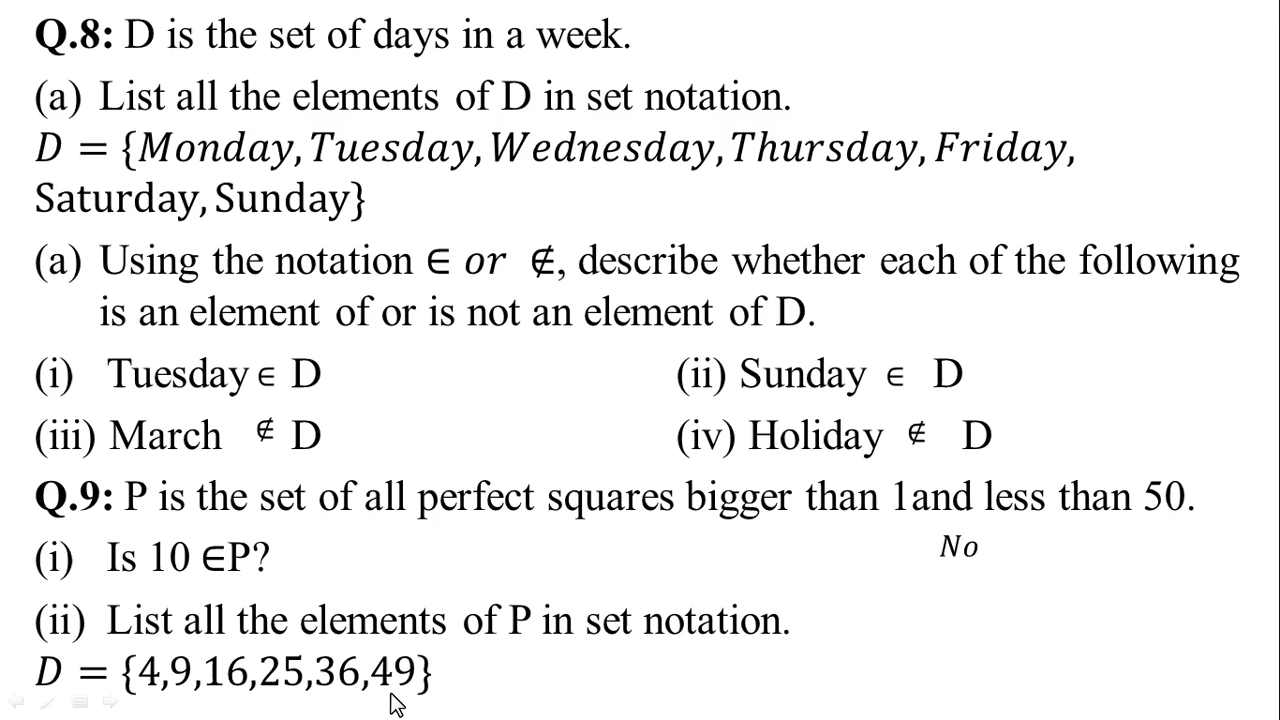 Q.8: D is the set of days in a week.
(a) List all the elements of D in set notation.
D = {Monday, Tuesday, Wednesday, Thursday, Friday,
Saturday, Sunday}
(a) Using the notation ∈ or ∉, describe whether each of the following
is an element of or is not an element of D.
(i) Tuesday ∈ D (ii) Sunday ∈ D
(iii) March ∉ D (iv) Holiday ∉ D
Q.9: P is the set of all perfect squares bigger than 1and less than 50.
(i) Is 10 ∈P? No
(ii) List all the elements of P in set notation.
D = {4,9,16,25,36,49}